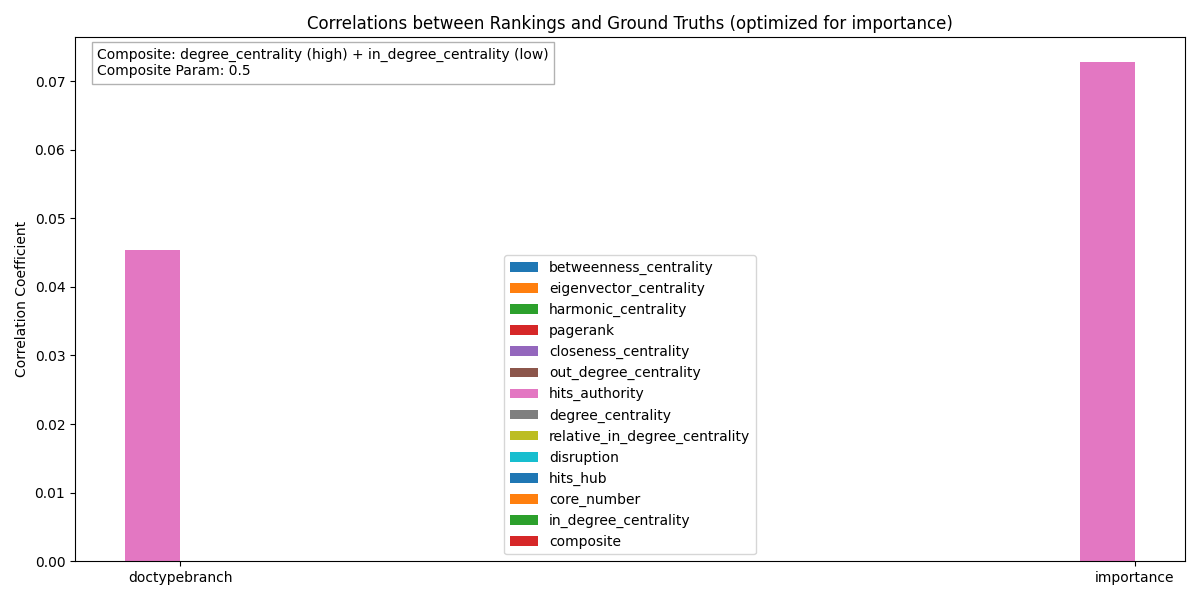 Correlations between Rankings and Ground Truths (optimized for importance)
Composite: degree_centrality (high) + in_degree_centrality (low)
Composite Param: 0.5
Correlation Coefficient
0.07
0.06
0.05
0.04
0.03
0.02
0.01
0.00
betweenness_centrality
eigenvector_centrality
harmonic_centrality
pagerank
closeness_centrality
out_degree_centrality
hits_authority
degree_centrality
relative_in_degree_centrality
disruption
hits_hub
core_number
in_degree_centrality
composite
doctypebranch
importance